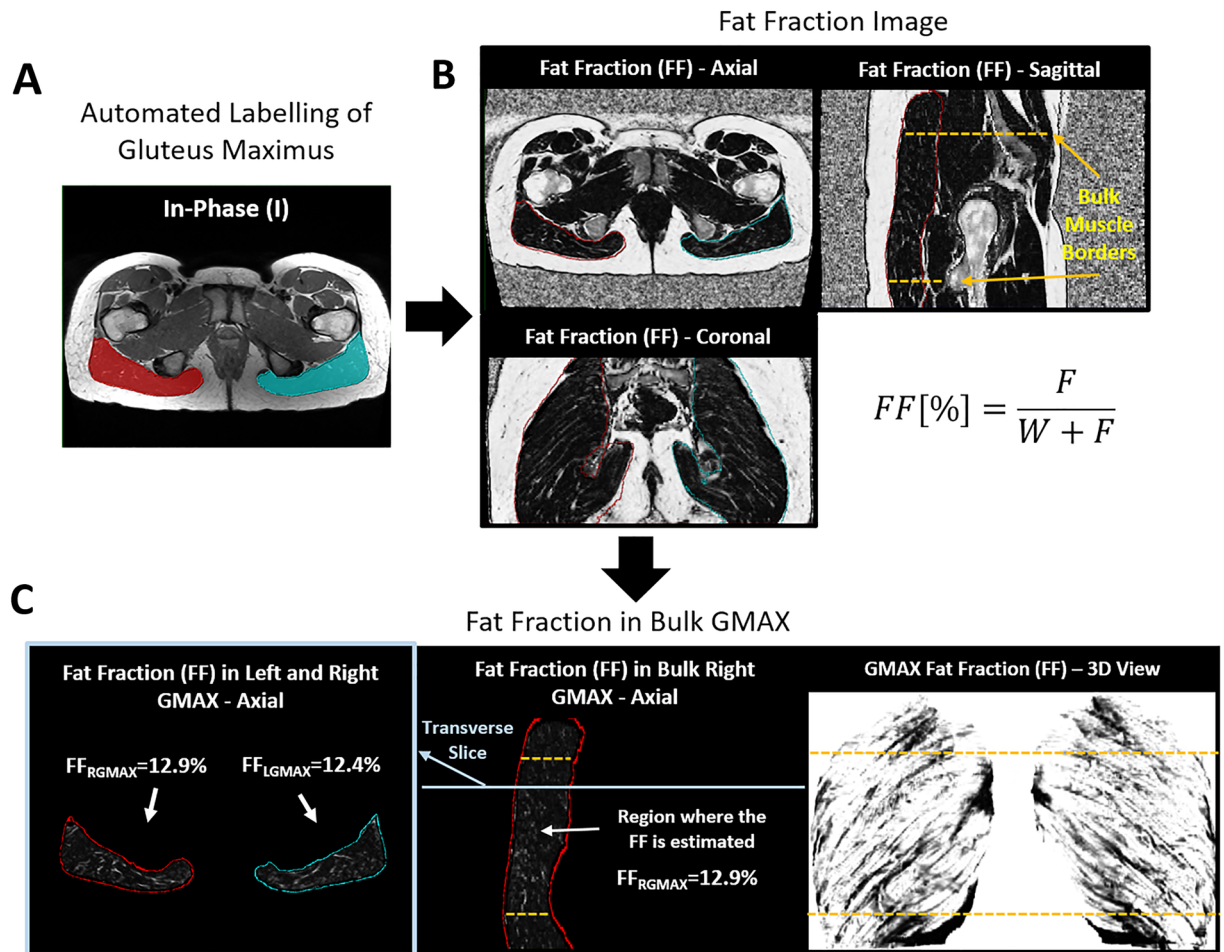 Fat Fraction Image
A
Automated Labelling of
Gluteus Maximus
In-Phase (I)
B
Fat Fraction (FF) - Axial
Fat Fraction (FF) - Sagittal
Bulk
Muscle
Borders
Fat Fraction (FF) - Coronal
FF[%] = F / (W + F)
C
Fat Fraction in Bulk GMAX
Fat Fraction (FF) in Left and Right
GMAX - Axial
FF_RGMAX=12.9%
FF_LGMAX=12.4%
Fat Fraction (FF) in Bulk Right
GMAX - Axial
Transverse
Slice
Region where the
FF is estimated
FF_RGMAX=12.9%
GMAX Fat Fraction (FF) – 3D View